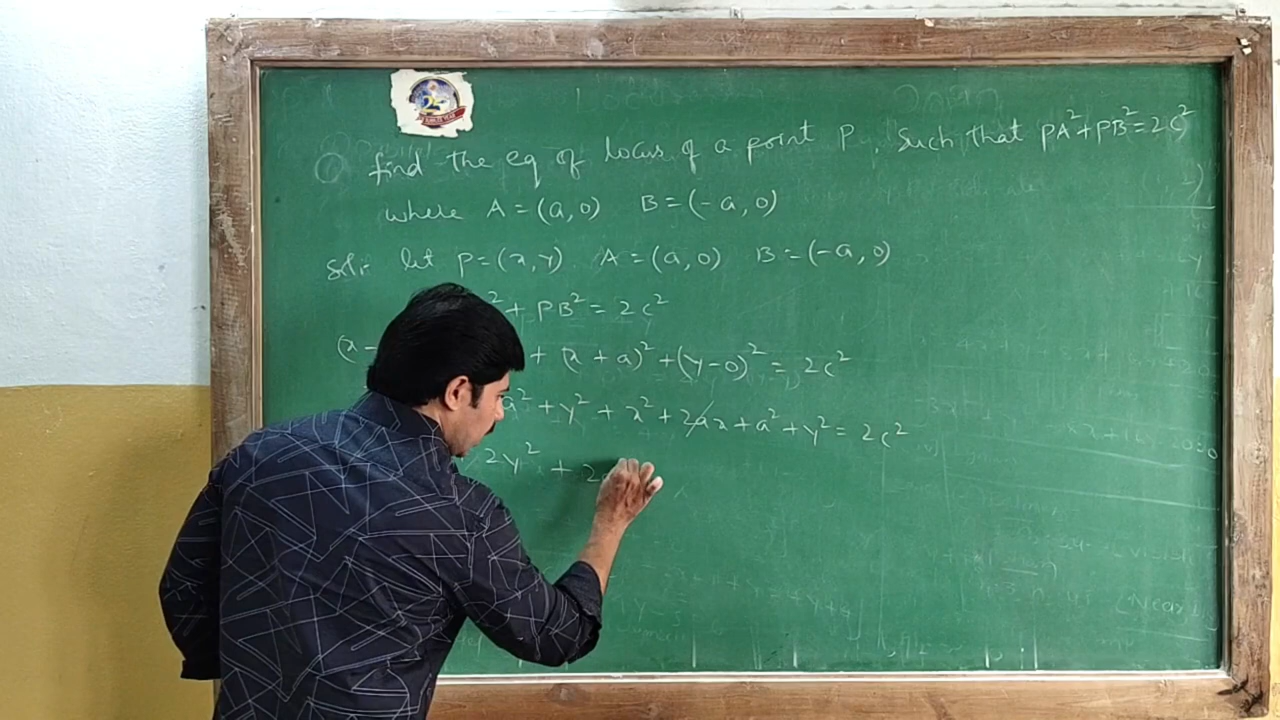 find the eq of locus of a point P, such that PA²+PB²=2c²
where A=(a,0) B=(-a,0)
Sol:- let P=(x,y) A=(a,0) B=(-a,0)
² + PB² = 2c²
(x- + (x+a)² + (y-0)² = 2c²
a² + y² + x² + 2ax + a² + y² = 2c²
2y² + 2